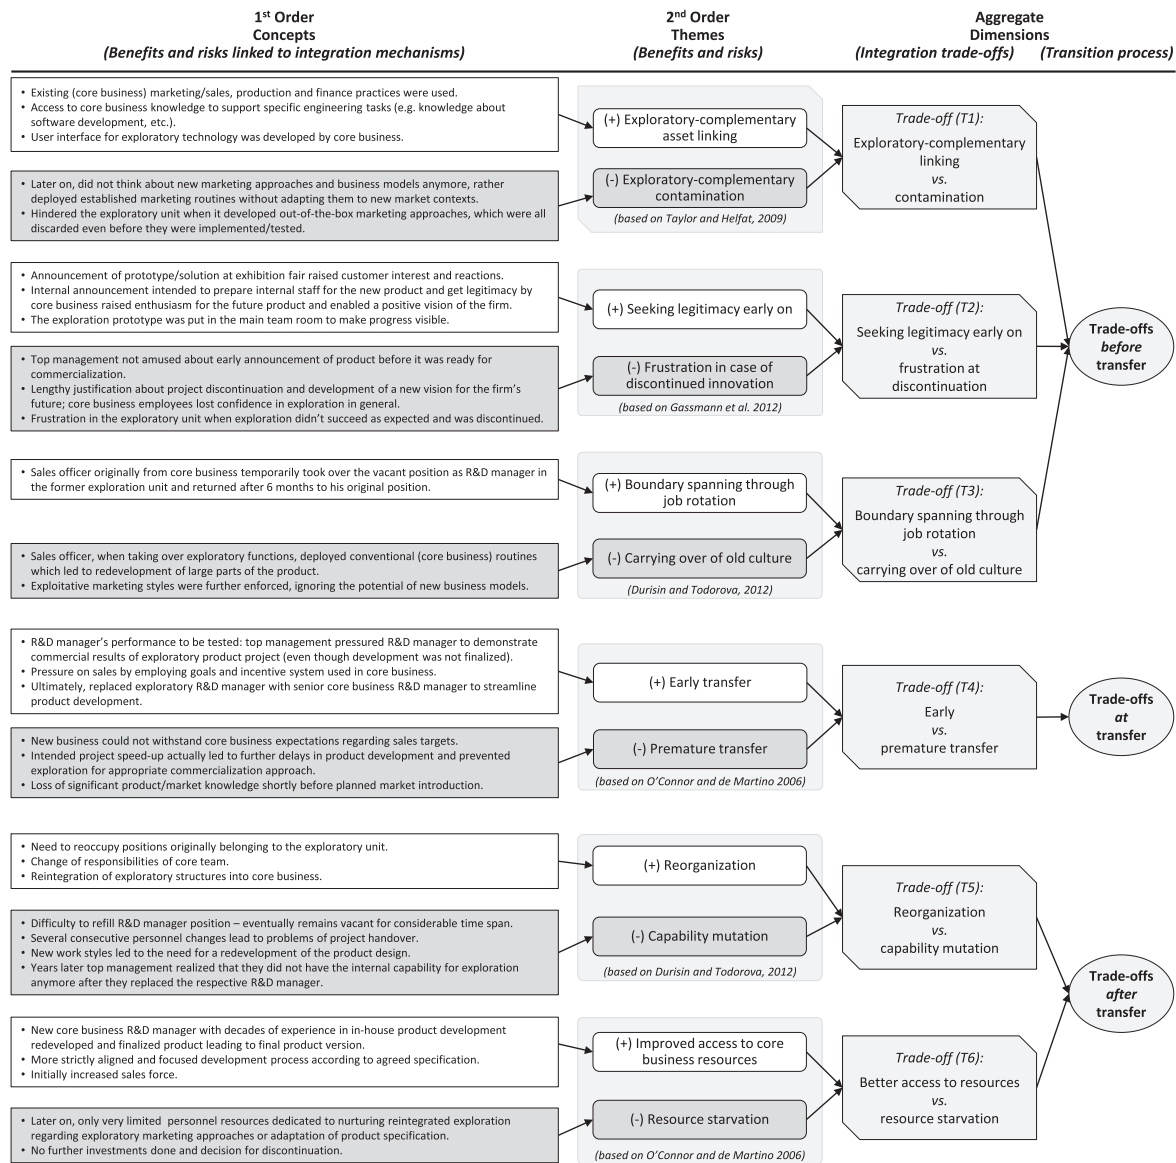 1st Order
Concepts
(Benefits and risks linked to integration mechanisms)
2nd Order
Themes
(Benefits and risks)
Aggregate
Dimensions
(Integration trade-offs) (Transition process)
• Existing (core business) marketing/sales, production and finance practices were used.
• Access to core business knowledge to support specific engineering tasks (e.g. knowledge about
software development, etc.).
• User interface for exploratory technology was developed by core business.
• Later on, did not think about new marketing approaches and business models anymore, rather
deployed established marketing routines without adapting them to new market contexts.
• Hindered the exploratory unit when it developed out-of-the-box marketing approaches, which were all
discarded even before they were implemented/tested.
(+) Exploratory-complementary
asset linking
(-) Exploratory-complementary
contamination
(based on Taylor and Helfat, 2009)
Trade-off (T1):
Exploratory-complementary
linking
vs.
contamination
• Announcement of prototype/solution at exhibition fair raised customer interest and reactions.
• Internal announcement intended to prepare internal staff for the new product and get legitimacy by
core business raised enthusiasm for the future product and enabled a positive vision of the firm.
• The exploration prototype was put in the main team room to make progress visible.
• Top management not amused about early announcement of product before it was ready for
commercialization.
• Lengthy justification about project discontinuation and development of a new vision for the firm's
future; core business employees lost confidence in exploration in general.
• Frustration in the exploratory unit when exploration didn't succeed as expected and was discontinued.
(+) Seeking legitimacy early on
(-) Frustration in case of
discontinued innovation
(based on Gassmann et al. 2012)
Trade-off (T2):
Seeking legitimacy early on
vs.
frustration at
discontinuation
Trade-offs
before
transfer
• Sales officer originally from core business temporarily took over the vacant position as R&D manager in
the former exploration unit and returned after 6 months to his original position.
• Sales officer, when taking over exploratory functions, deployed conventional (core business) routines
which led to redevelopment of large parts of the product.
• Exploitative marketing styles were further enforced, ignoring the potential of new business models.
(+) Boundary spanning through
job rotation
(-) Carrying over of old culture
(Durisin and Todorova, 2012)
Trade-off (T3):
Boundary spanning through
job rotation
vs.
carrying over of old culture
• R&D manager's performance to be tested: top management pressured R&D manager to demonstrate
commercial results of exploratory product project (even though development was not finalized).
• Pressure on sales by employing goals and incentive system used in core business.
• Ultimately, replaced exploratory R&D manager with senior core business R&D manager to streamline
product development.
• New business could not withstand core business expectations regarding sales targets.
• Intended project speed-up actually led to further delays in product development and prevented
exploration for appropriate commercialization approach.
• Loss of significant product/market knowledge shortly before planned market introduction.
(+) Early transfer
(-) Premature transfer
(based on O'Connor and de Martino 2006)
Trade-off (T4):
Early
vs.
premature transfer
Trade-offs
at
transfer
• Need to reoccupy positions originally belonging to the exploratory unit.
• Change of responsibilities of core team.
• Reintegration of exploratory structures into core business.
• Difficulty to refill R&D manager position – eventually remains vacant for considerable time span.
• Several consecutive personnel changes lead to problems of project handover.
• New work styles led to the need for a redevelopment of the product design.
• Years later top management realized that they did not have the internal capability for exploration
anymore after they replaced the respective R&D manager.
(+) Reorganization
(-) Capability mutation
(based on Durisin and Todorova, 2012)
Trade-off (T5):
Reorganization
vs.
capability mutation
Trade-offs
after
transfer
• New core business R&D manager with decades of experience in in-house product development
redeveloped and finalized product leading to final product version.
• More strictly aligned and focused development process according to agreed specification.
• Initially increased sales force.
• Later on, only very limited personnel resources dedicated to nurturing reintegrated exploration
regarding exploratory marketing approaches or adaptation of product specification.
• No further investments done and decision for discontinuation.
(+) Improved access to core
business resources
(-) Resource starvation
(based on O'Connor and de Martino 2006)
Trade-off (T6):
Better access to resources
vs.
resource starvation